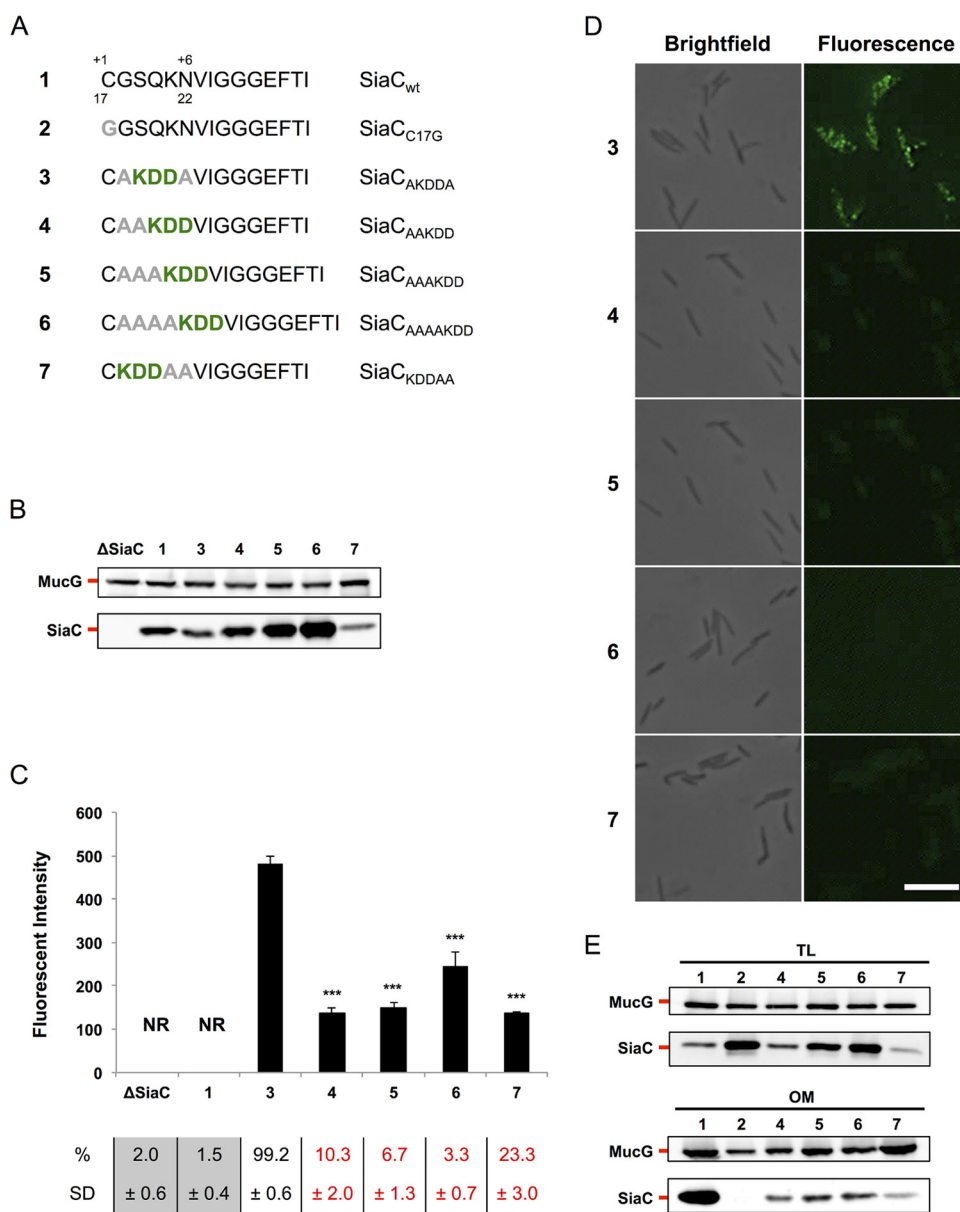 A
+1 +6
1 CGSQKNVIGGGEFTI SiaCwt
17 22
2 GGSQKNVIGGGEFTI SiaCC17G
3 CAKDDAVIGGGEFTI SiaCAKDDA
4 CAAKDDVIGGGEFTI SiaCAAKDD
5 CAAAKDDVIGGGEFTI SiaCAAAKDD
6 CAAAAKDDVIGGGEFTI SiaCAAAAKDD
7 CKDDAAVIGGGEFTI SiaCKDDAA
B
ΔSiaC 1 3 4 5 6 7
MucG
SiaC
C
Fluorescent Intensity
600
500
400
300
200
100
0
NR NR *** *** *** ***
ΔSiaC 1 3 4 5 6 7
% 2.0 1.5 99.2 10.3 6.7 3.3 23.3
SD ± 0.6 ± 0.4 ± 0.6 ± 2.0 ± 1.3 ± 0.7 ± 3.0
D
Brightfield Fluorescence
3
4
5
6
7
E
TL
1 2 4 5 6 7
MucG
SiaC
OM
1 2 4 5 6 7
MucG
SiaC